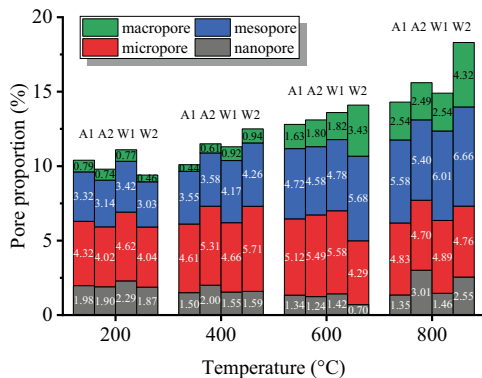 macropore mesopore
micropore nanopore
Pore proportion (%)
20
15
10
5
0
A1 A2 W1 W2
0.79 0.74 0.77 0.46
3.32 3.14 3.42 3.03
4.32 4.02 4.62 4.04
1.98 1.90 2.29 1.87
A1 A2 W1 W2
0.44 0.61 0.92 0.94
3.55 3.58 4.17 4.26
4.61 5.31 4.66 5.71
1.50 2.00 1.55 1.59
A1 A2 W1 W2
1.63 1.80 1.82 3.43
4.72 4.58 4.78 5.68
5.12 5.49 5.58 4.29
1.34 1.24 1.42 0.70
A1 A2 W1 W2
2.54 2.49 2.54 4.32
5.58 5.40 6.01 6.66
4.83 4.70 4.89 4.76
1.35 3.01 1.46 2.55
200 400 600 800
Temperature (°C)